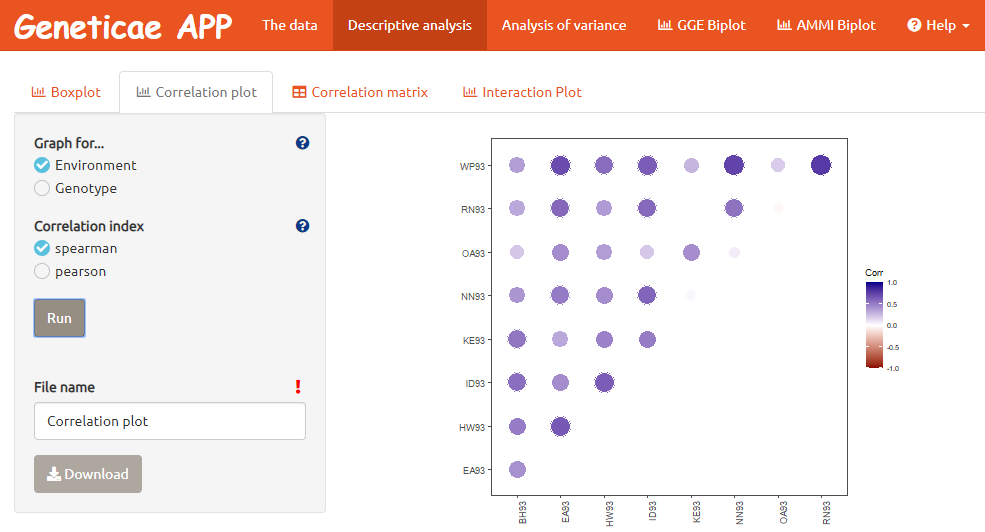 Geneticae APP The data Descriptive analysis Analysis of variance GGE Biplot AMMI Biplot Help
Boxplot Correlation plot Correlation matrix Interaction Plot
Graph for...
Environment
Genotype
Correlation index
spearman
pearson
Run
File name
Correlation plot
Download
WP93
RN93
OA93
NN93
KE93
ID93
HW93
EA93
BH93 EA93 HW93 ID93 KE93 NN93 OA93 RN93
Corr
1.0
0.5
0.0
-0.5
-1.0